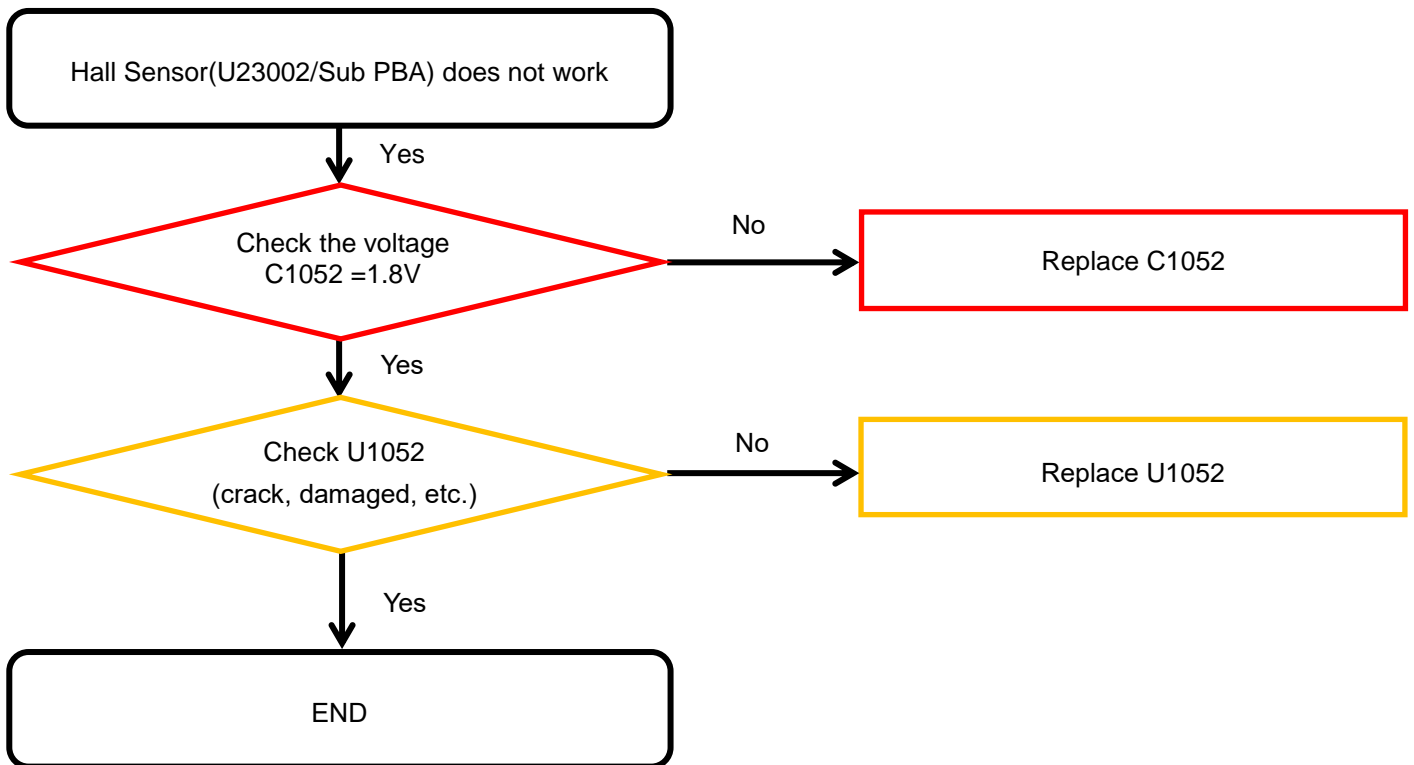 Hall Sensor(U23002/Sub PBA) does not work
Yes
Check the voltage
C1052 =1.8V
No
Replace C1052
Yes
Check U1052
(crack, damaged, etc.)
No
Replace U1052
Yes
END